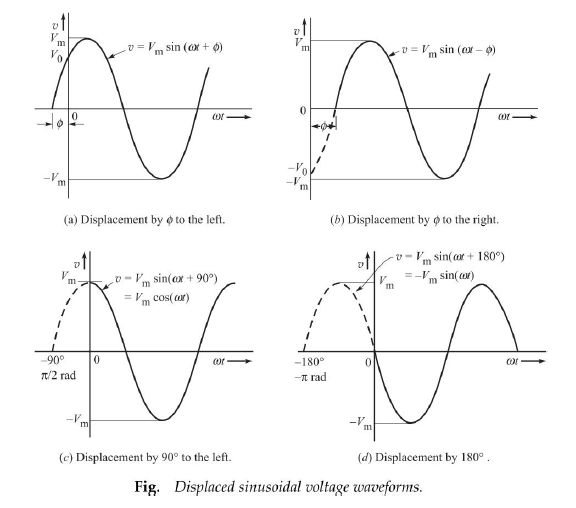 v
V_m
V_0
v = V_m sin (ωt + ϕ)
0
ϕ
ωt
-V_m
(a) Displacement by ϕ to the left.
v
V_m
v = V_m sin (ωt - ϕ)
0
ϕ
ωt
-V_0
-V_m
(b) Displacement by ϕ to the right.
v
V_m
v = V_m sin(ωt + 90°)
= V_m cos(ωt)
-90°
0
ωt
π/2 rad
-V_m
(c) Displacement by 90° to the left.
v
v = V_m sin(ωt + 180°)
V_m
= -V_m sin(ωt)
-180°
0
ωt
-π rad
-V_m
(d) Displacement by 180° .
Fig. Displaced sinusoidal voltage waveforms.